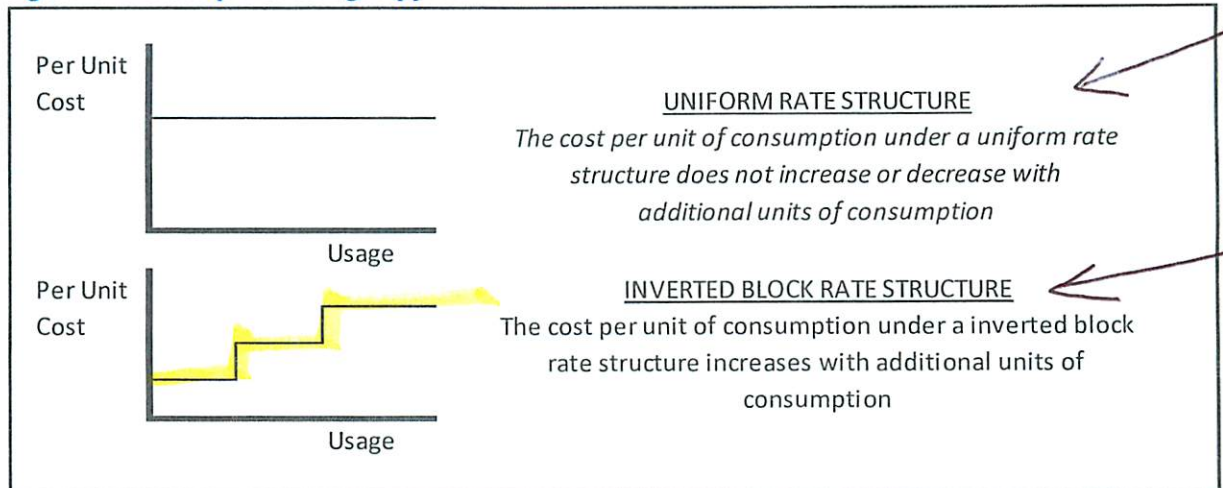 Per Unit
Cost
UNIFORM RATE STRUCTURE
The cost per unit of consumption under a uniform rate
structure does not increase or decrease with
additional units of consumption
Usage
Per Unit
Cost
INVERTED BLOCK RATE STRUCTURE
The cost per unit of consumption under a inverted block
rate structure increases with additional units of
consumption
Usage